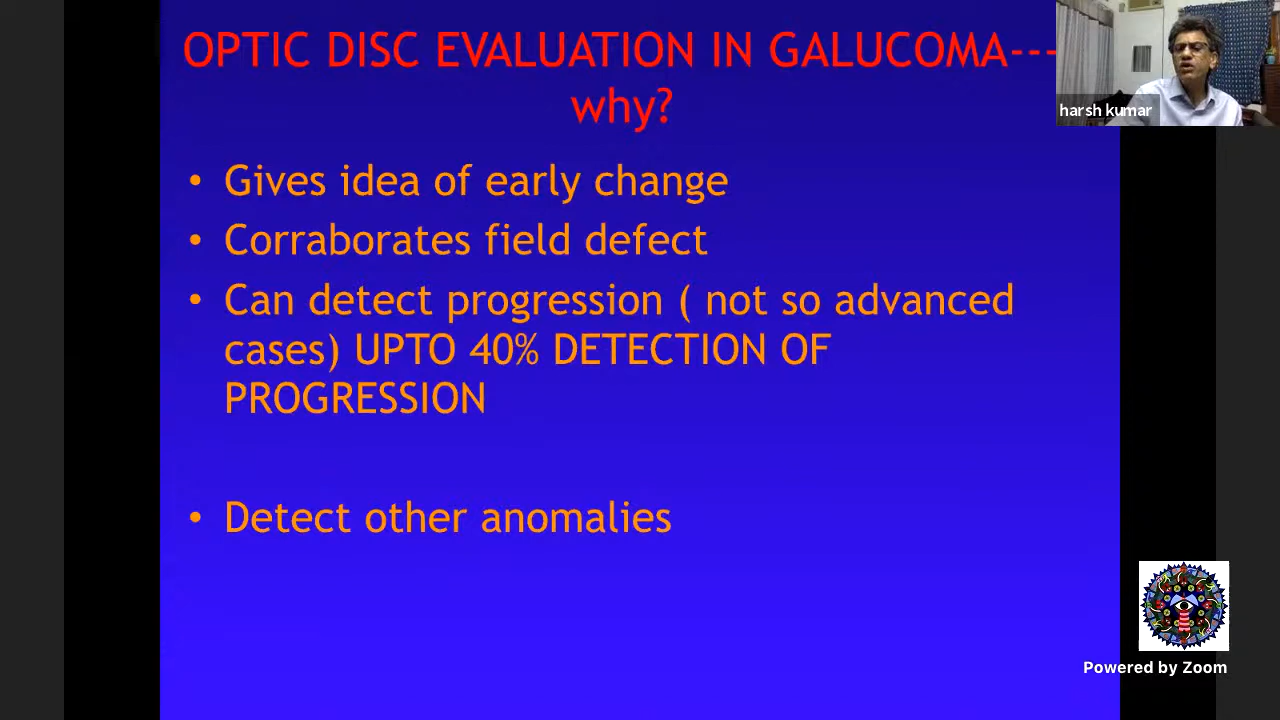 OPTIC DISC EVALUATION IN GALUCOMA---
why?
harsh kumar
• Gives idea of early change
• Corraborates field defect
• Can detect progression ( not so advanced
cases) UPTO 40% DETECTION OF
PROGRESSION
• Detect other anomalies
Powered by Zoom